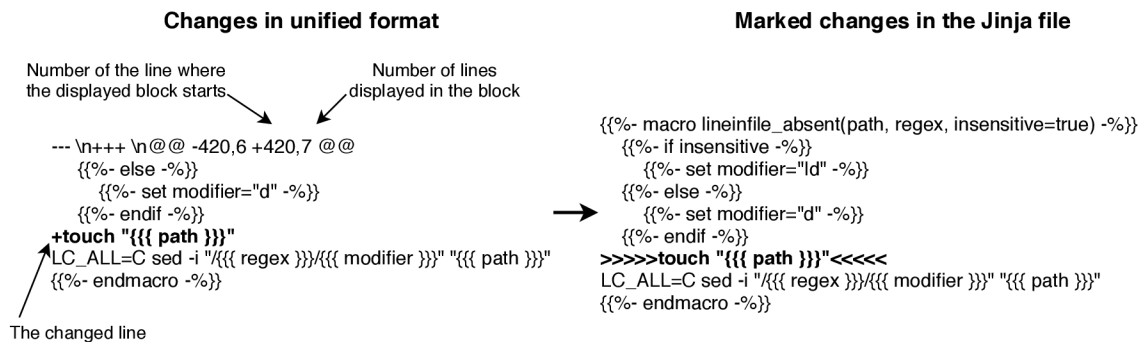 Changes in unified format
Number of the line where
the displayed block starts
Number of lines
displayed in the block
--- \n+++ \n@@ -420,6 +420,7 @@
{{%- else -%}}
{{%- set modifier="d" -%}}
{{%- endif -%}}
+touch "{{{ path }}}"
LC_ALL=C sed -i "/{{{ regex }}}/{{{ modifier }}}" "{{{ path }}}"
{{%- endmacro -%}}
The changed line
Marked changes in the Jinja file
{{%- macro lineinfile_absent(path, regex, insensitive=true) -%}}
{{%- if insensitive -%}}
{{%- set modifier="Id" -%}}
{{%- else -%}}
{{%- set modifier="d" -%}}
{{%- endif -%}}
>>>>>touch "{{{ path }}}"<<<<<
LC_ALL=C sed -i "/{{{ regex }}}/{{{ modifier }}}" "{{{ path }}}"
{{%- endmacro -%}}